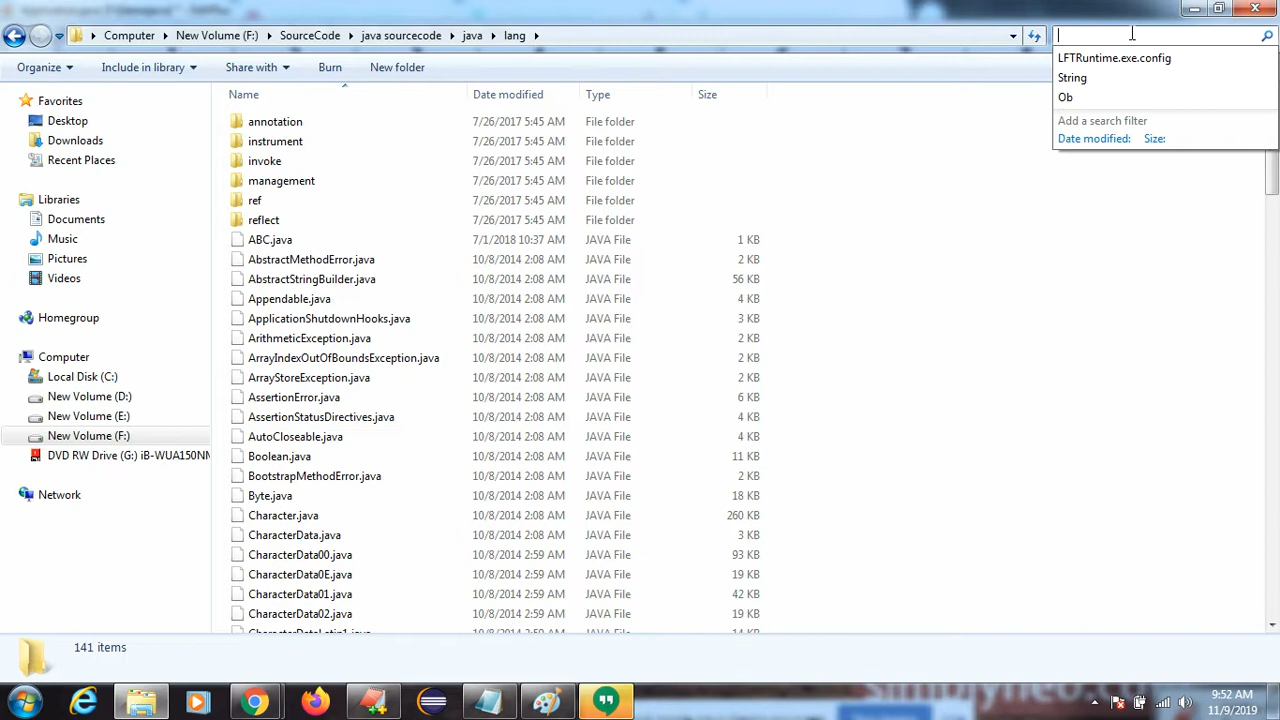 Computer New Volume (F:) SourceCode java sourcecode java lang
Organize Include in library Share with Burn New folder
LFTRuntime.exe.config
String
Ob
Add a search filter
Date modified: Size:
Name Date modified Type Size
Favorites
Desktop
Downloads
Recent Places
Libraries
Documents
Music
Pictures
Videos
Homegroup
Computer
Local Disk (C:)
New Volume (D:)
New Volume (E:)
New Volume (F:)
DVD RW Drive (G:) iB-WUA150NN
Network
annotation 7/26/2017 5:45 AM File folder
instrument 7/26/2017 5:45 AM File folder
invoke 7/26/2017 5:45 AM File folder
management 7/26/2017 5:45 AM File folder
ref 7/26/2017 5:45 AM File folder
reflect 7/26/2017 5:45 AM File folder
ABC.java 7/1/2018 10:37 AM JAVA File 1 KB
AbstractMethodError.java 10/8/2014 2:08 AM JAVA File 2 KB
AbstractStringBuilder.java 10/8/2014 2:08 AM JAVA File 56 KB
Appendable.java 10/8/2014 2:08 AM JAVA File 4 KB
ApplicationShutdownHooks.java 10/8/2014 2:08 AM JAVA File 3 KB
ArithmeticException.java 10/8/2014 2:08 AM JAVA File 2 KB
ArrayIndexOutOfBoundsException.java 10/8/2014 2:08 AM JAVA File 2 KB
ArrayStoreException.java 10/8/2014 2:08 AM JAVA File 2 KB
AssertionError.java 10/8/2014 2:08 AM JAVA File 6 KB
AssertionStatusDirectives.java 10/8/2014 2:08 AM JAVA File 4 KB
AutoCloseable.java 10/8/2014 2:08 AM JAVA File 4 KB
Boolean.java 10/8/2014 2:08 AM JAVA File 11 KB
BootstrapMethodError.java 10/8/2014 2:08 AM JAVA File 2 KB
Byte.java 10/8/2014 2:08 AM JAVA File 18 KB
Character.java 10/8/2014 2:08 AM JAVA File 260 KB
CharacterData.java 10/8/2014 2:08 AM JAVA File 3 KB
CharacterData00.java 10/8/2014 2:59 AM JAVA File 93 KB
CharacterData0E.java 10/8/2014 2:59 AM JAVA File 19 KB
CharacterData01.java 10/8/2014 2:59 AM JAVA File 42 KB
CharacterData02.java 10/8/2014 2:59 AM JAVA File 19 KB
CharacterDataLatin1.java 10/8/2014 2:59 AM JAVA File 14 KB
141 items
9:52 AM
11/9/2019